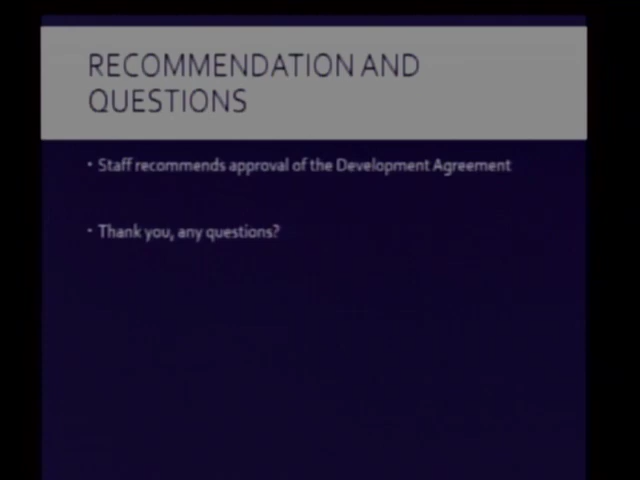 RECOMMENDATION AND
QUESTIONS
• Staff recommends approval of the Development Agreement
• Thank you, any questions?